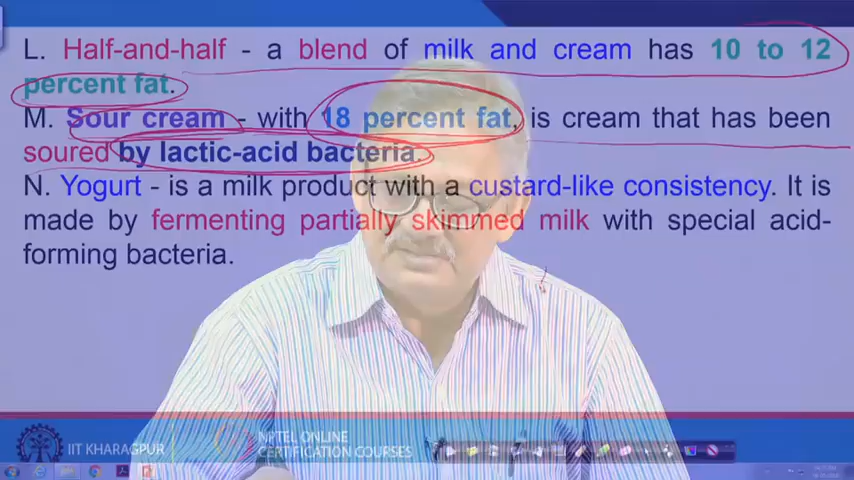 L. Half-and-half - a blend of milk and cream has 10 to 12
percent fat.
M. Sour cream - with 18 percent fat, is cream that has been
soured by lactic-acid bacteria.
N. Yogurt - is a milk product with a custard-like consistency. It is
made by fermenting partially skimmed milk with special acid-
forming bacteria.
IIT KHARAGPUR
NPTEL ONLINE
CERTIFICATION COURSES